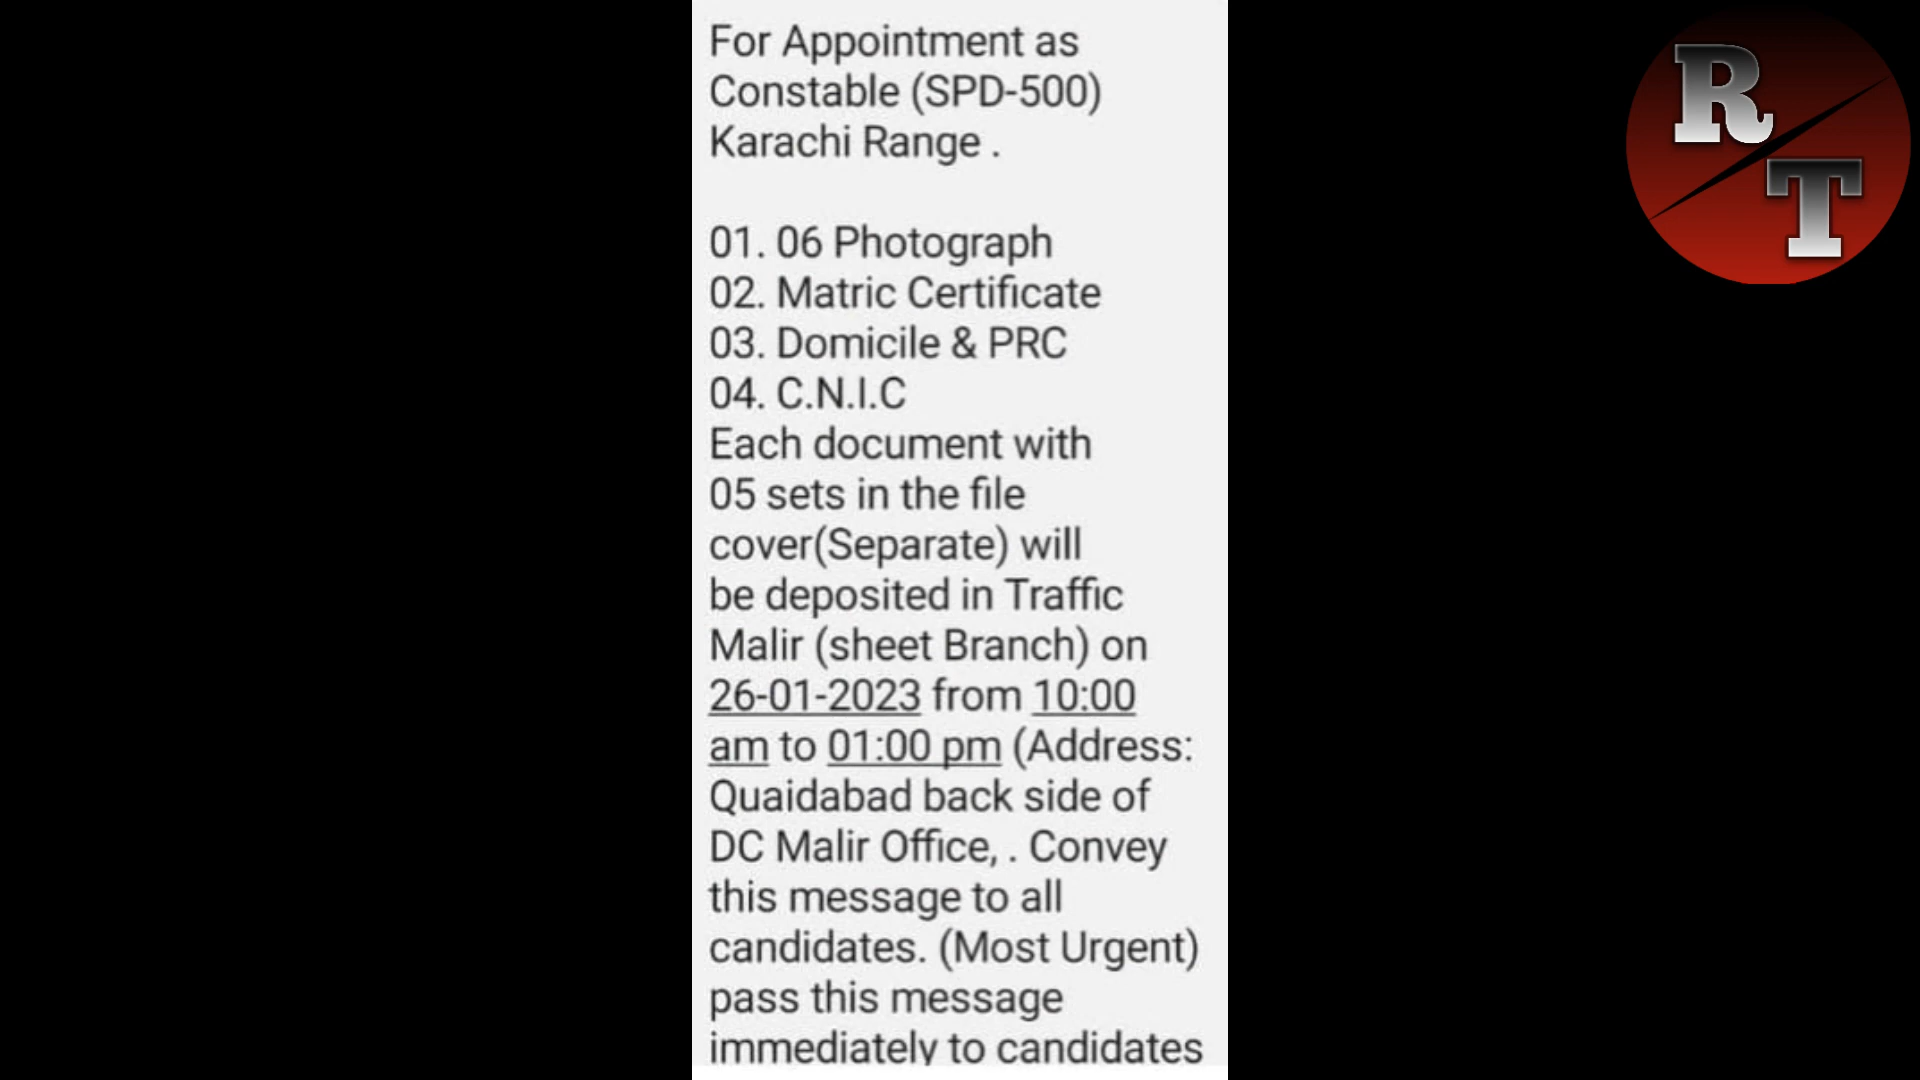 For Appointment as
Constable (SPD-500)
Karachi Range .
01. 06 Photograph
02. Matric Certificate
03. Domicile & PRC
04. C.N.I.C
Each document with
05 sets in the file
cover(Separate) will
be deposited in Traffic
Malir (sheet Branch) on
26-01-2023 from 10:00
am to 01:00 pm (Address:
Quaidabad back side of
DC Malir Office, . Convey
this message to all
candidates. (Most Urgent)
pass this message
immediately to candidates
R
T